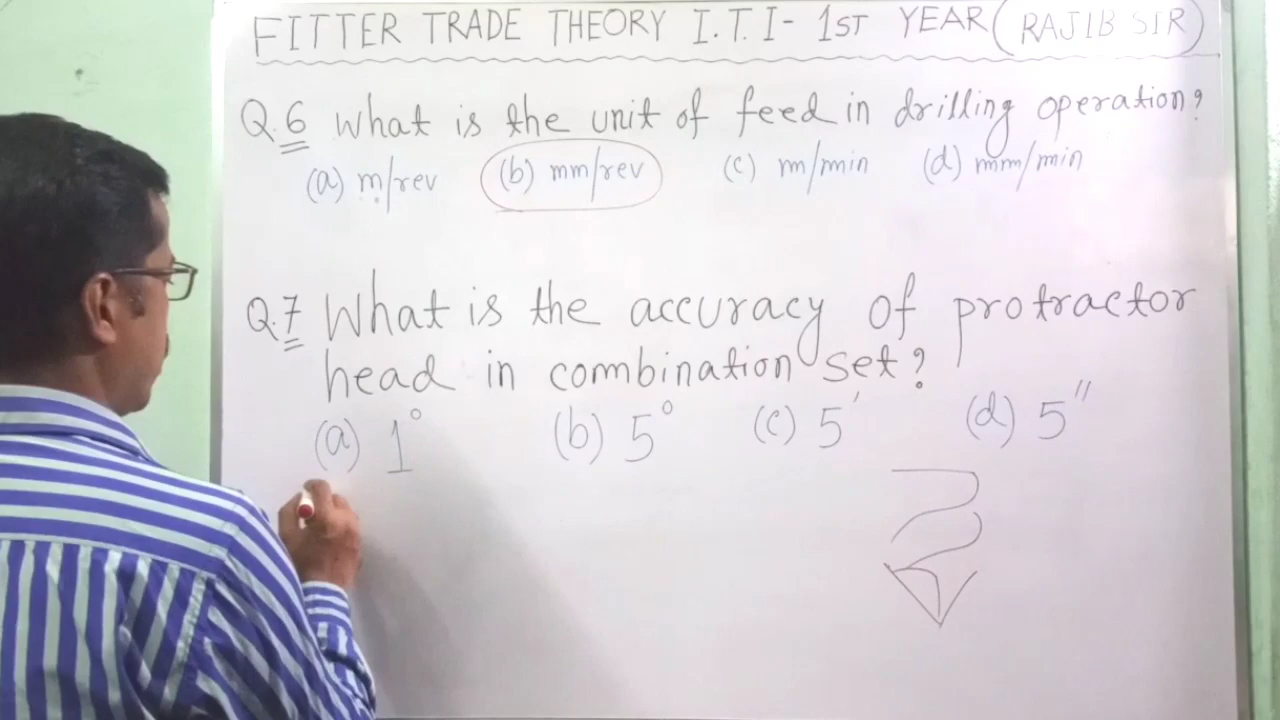 FITTER TRADE THEORY I.T.I- 1ST YEAR (RAJIB SIR)
Q.6 What is the unit of feed in drilling operation?
(a) m/rev (b) mm/rev (c) m/min (d) mm/min
Q.7 What is the accuracy of protractor
head in combination set?
(a) 1° (b) 5° (c) 5' (d) 5"